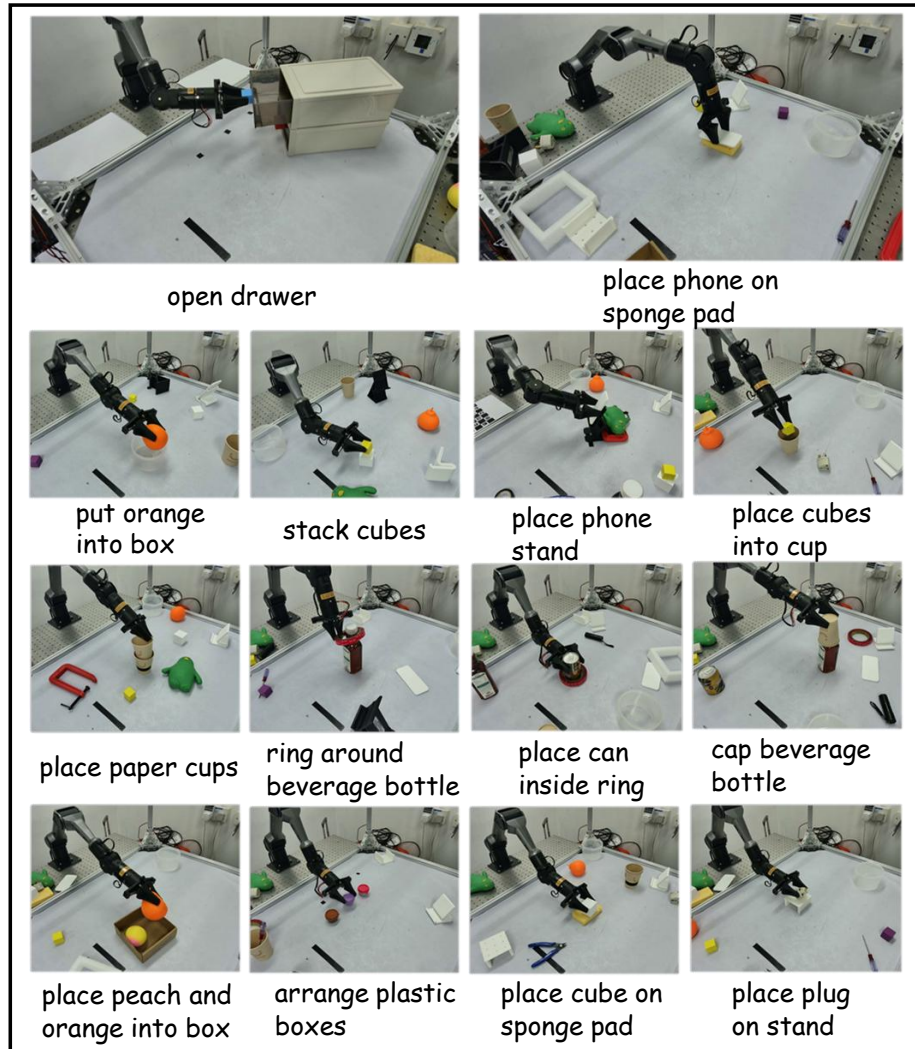 open drawer
place phone on
sponge pad
put orange
into box
stack cubes
place phone
stand
place cubes
into cup
place paper cups
ring around
beverage bottle
place can
inside ring
cap beverage
bottle
place peach and
orange into box
arrange plastic
boxes
place cube on
sponge pad
place plug
on stand